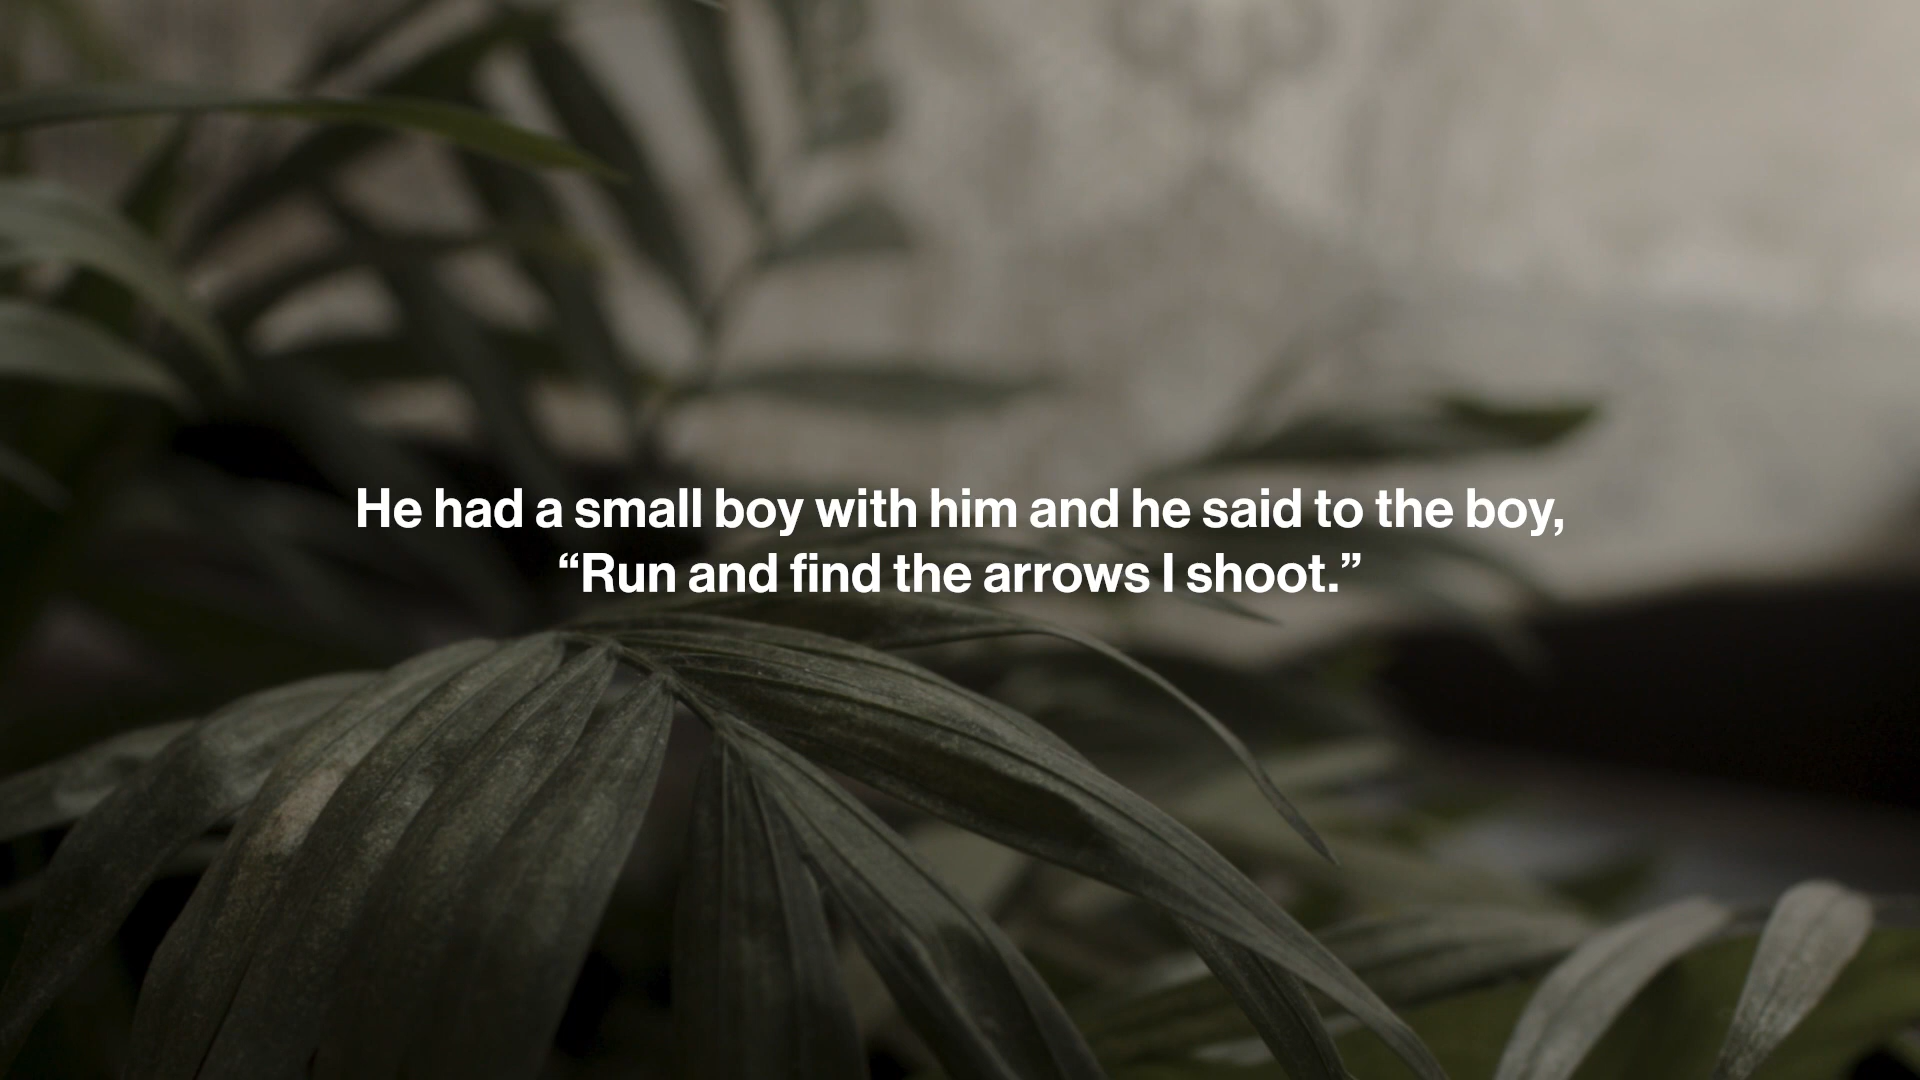 He had a small boy with him and he said to the boy,
“Run and find the arrows I shoot.”